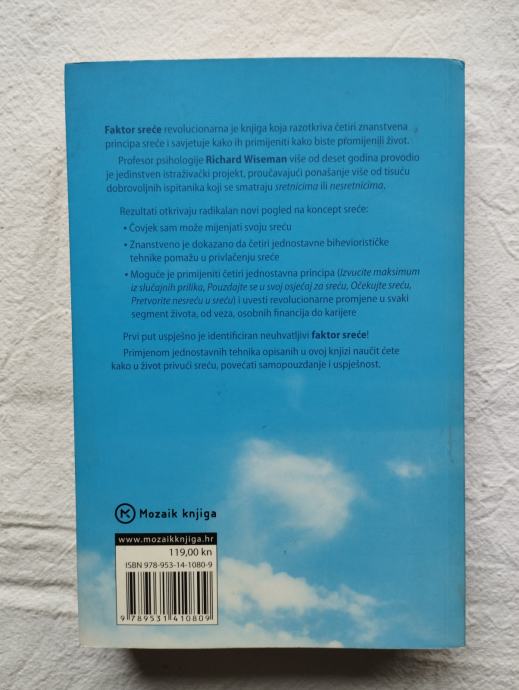 Faktor sreće revolucionarna je knjiga koja razotkriva četiri znanstvena
principa sreće i savjetuje kako ih primijeniti kako biste promijenili život.
Profesor psihologije Richard Wiseman više od deset godina provodio
je jedinstven istraživački projekt, proučavajući ponašanje više od tisuću
dobrovoljnih ispitanika koji se smatraju sretnicima ili nesretnicima.
Rezultati otkrivaju radikalan novi pogled na koncept sreće:
• Čovjek sam može mijenjati svoju sreću
• Znanstveno je dokazano da četiri jednostavne biheviorističke
tehnike pomažu u privlačenju sreće
• Moguće je primijeniti četiri jednostavna principa (Izvucite maksimum
iz slučajnih prilika, Pouzdajte se u svoj osjećaj za sreću, Očekujte sreću,
Pretvorite nesreću u sreću) i uvesti revolucionarne promjene u svaki
segment života, od veza, osobnih financija do karijere
Prvi put uspješno je identificiran neuhvatljivi faktor sreće!
Primjenom jednostavnih tehnika opisanih u ovoj knjizi naučit ćete
kako u život privući sreću, povećati samopouzdanje i uspješnost.
Mozaik knjiga
www.mozaikknjiga.hr
119,00 kn
ISBN 978-953-14-1080-9
9 789531 410809